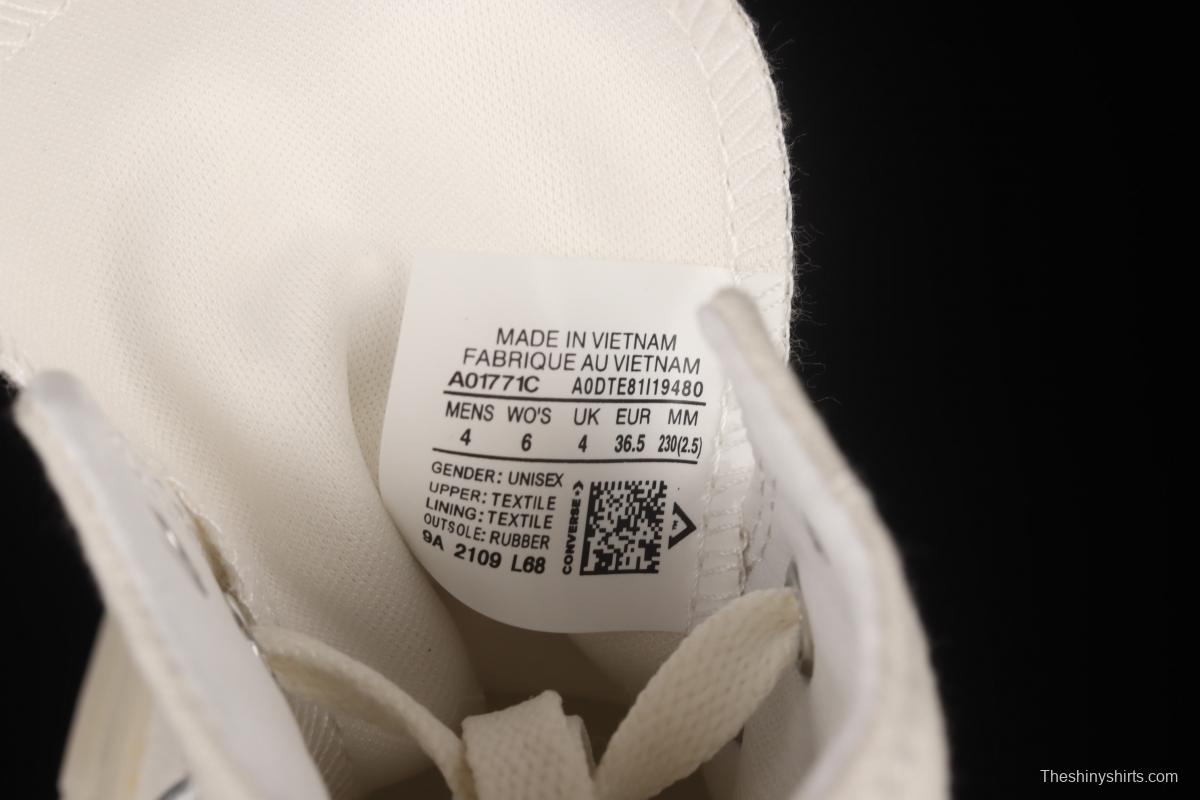 MADE IN VIETNAM
FABRIQUE AU VIETNAM
A01771C A0DTE81I19480
MENS WO'S UK EUR MM
4 6 4 36.5 230(2.5)
GENDER: UNISEX
UPPER: TEXTILE
LINING: TEXTILE
OUTSOLE: RUBBER
9A 2109 L68
CONVERSE
Theshinyshirts.com